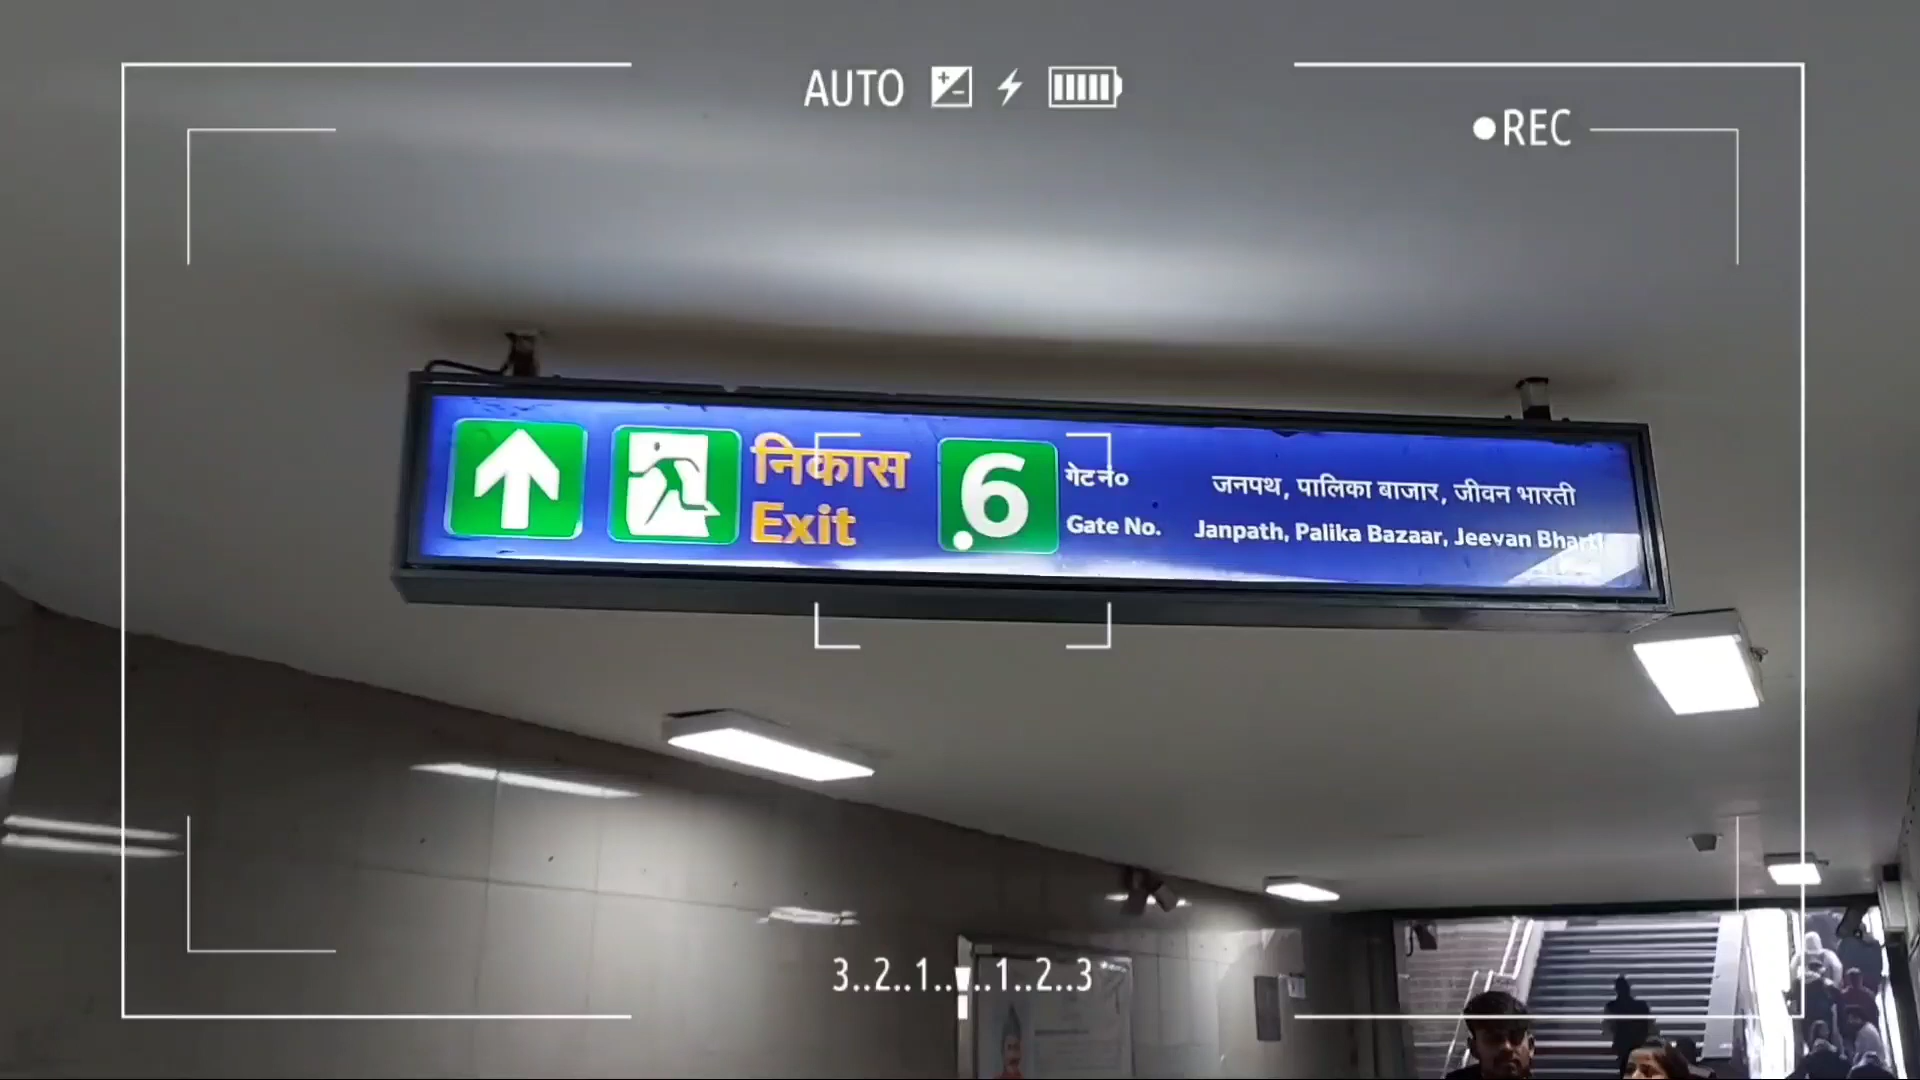 AUTO
REC
निकास
Exit
6
गेट नं०
Gate No.
जनपथ, पालिका बाजार, जीवन भारती
Janpath, Palika Bazaar, Jeevan Bharti
3..2..1..▮..1..2..3